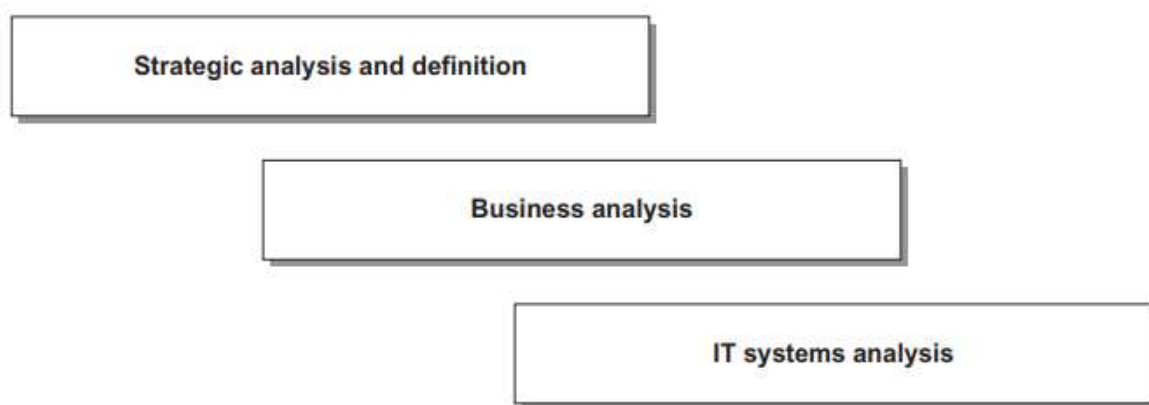 Strategic analysis and definition
Business analysis
IT systems analysis